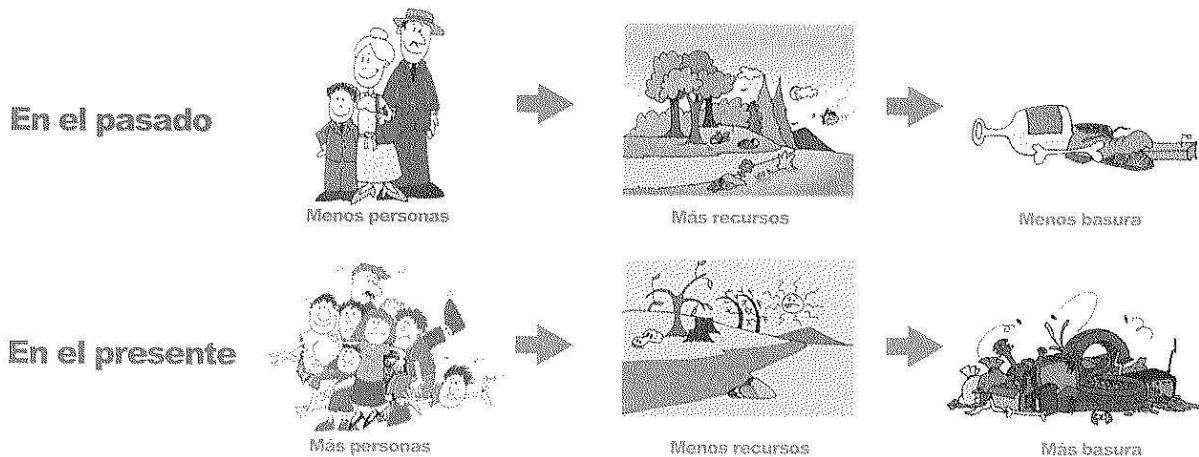 En el pasado
Menos personas
Más recursos
Menos basura
En el presente
Más personas
Menos recursos
Más basura